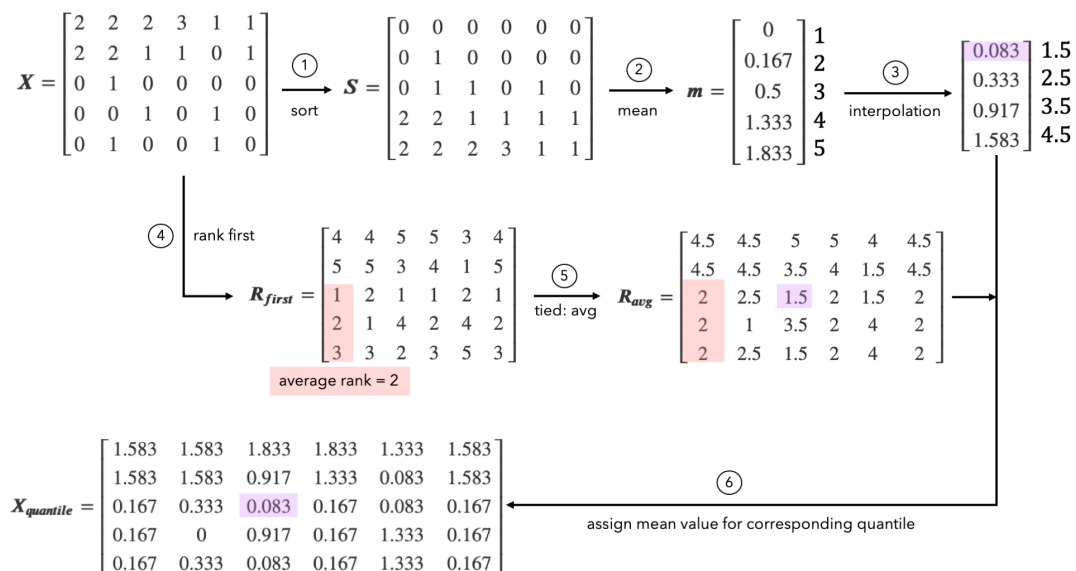 X = [2 2 2 3 1 1
2 2 1 1 0 1
0 1 0 0 0 0
0 0 1 0 1 0
0 1 0 0 1 0]
1
sort
S = [0 0 0 0 0 0
0 1 0 0 0 0
0 1 1 0 1 0
2 2 1 1 1 1
2 2 2 3 1 1]
2
mean
m = [0
0.167
0.5
1.333
1.833]
1
2
3
4
5
3
interpolation
[0.083] 1.5
0.333 2.5
0.917 3.5
1.583 4.5
4
rank first
R_first = [4 4 5 5 3 4
5 5 3 4 1 5
1 2 1 1 2 1
2 1 4 2 4 2
3 3 2 3 5 3]
average rank = 2
5
tied: avg
R_avg = [4.5 4.5 5 5 4 4.5
4.5 4.5 3.5 4 1.5 4.5
2 2.5 1.5 2 1.5 2
2 1 3.5 2 4 2
2 2.5 1.5 2 4 2]
X_quantile = [1.583 1.583 1.833 1.833 1.333 1.583
1.583 1.583 0.917 1.333 0.083 1.583
0.167 0.333 0.083 0.167 0.083 0.167
0.167 0 0.917 0.167 1.333 0.167
0.167 0.333 0.083 0.167 1.333 0.167
6
assign mean value for corresponding quantile